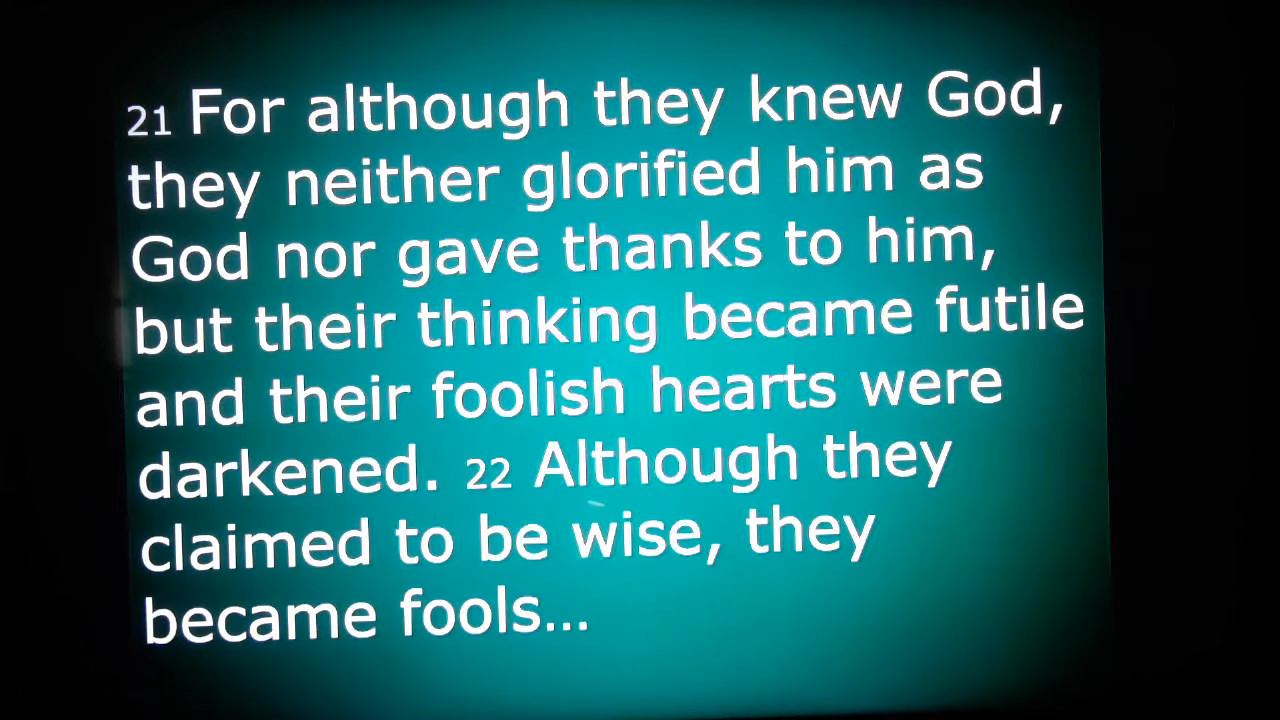 21 For although they knew God,
they neither glorified him as
God nor gave thanks to him,
but their thinking became futile
and their foolish hearts were
darkened. 22 Although they
claimed to be wise, they
became fools...